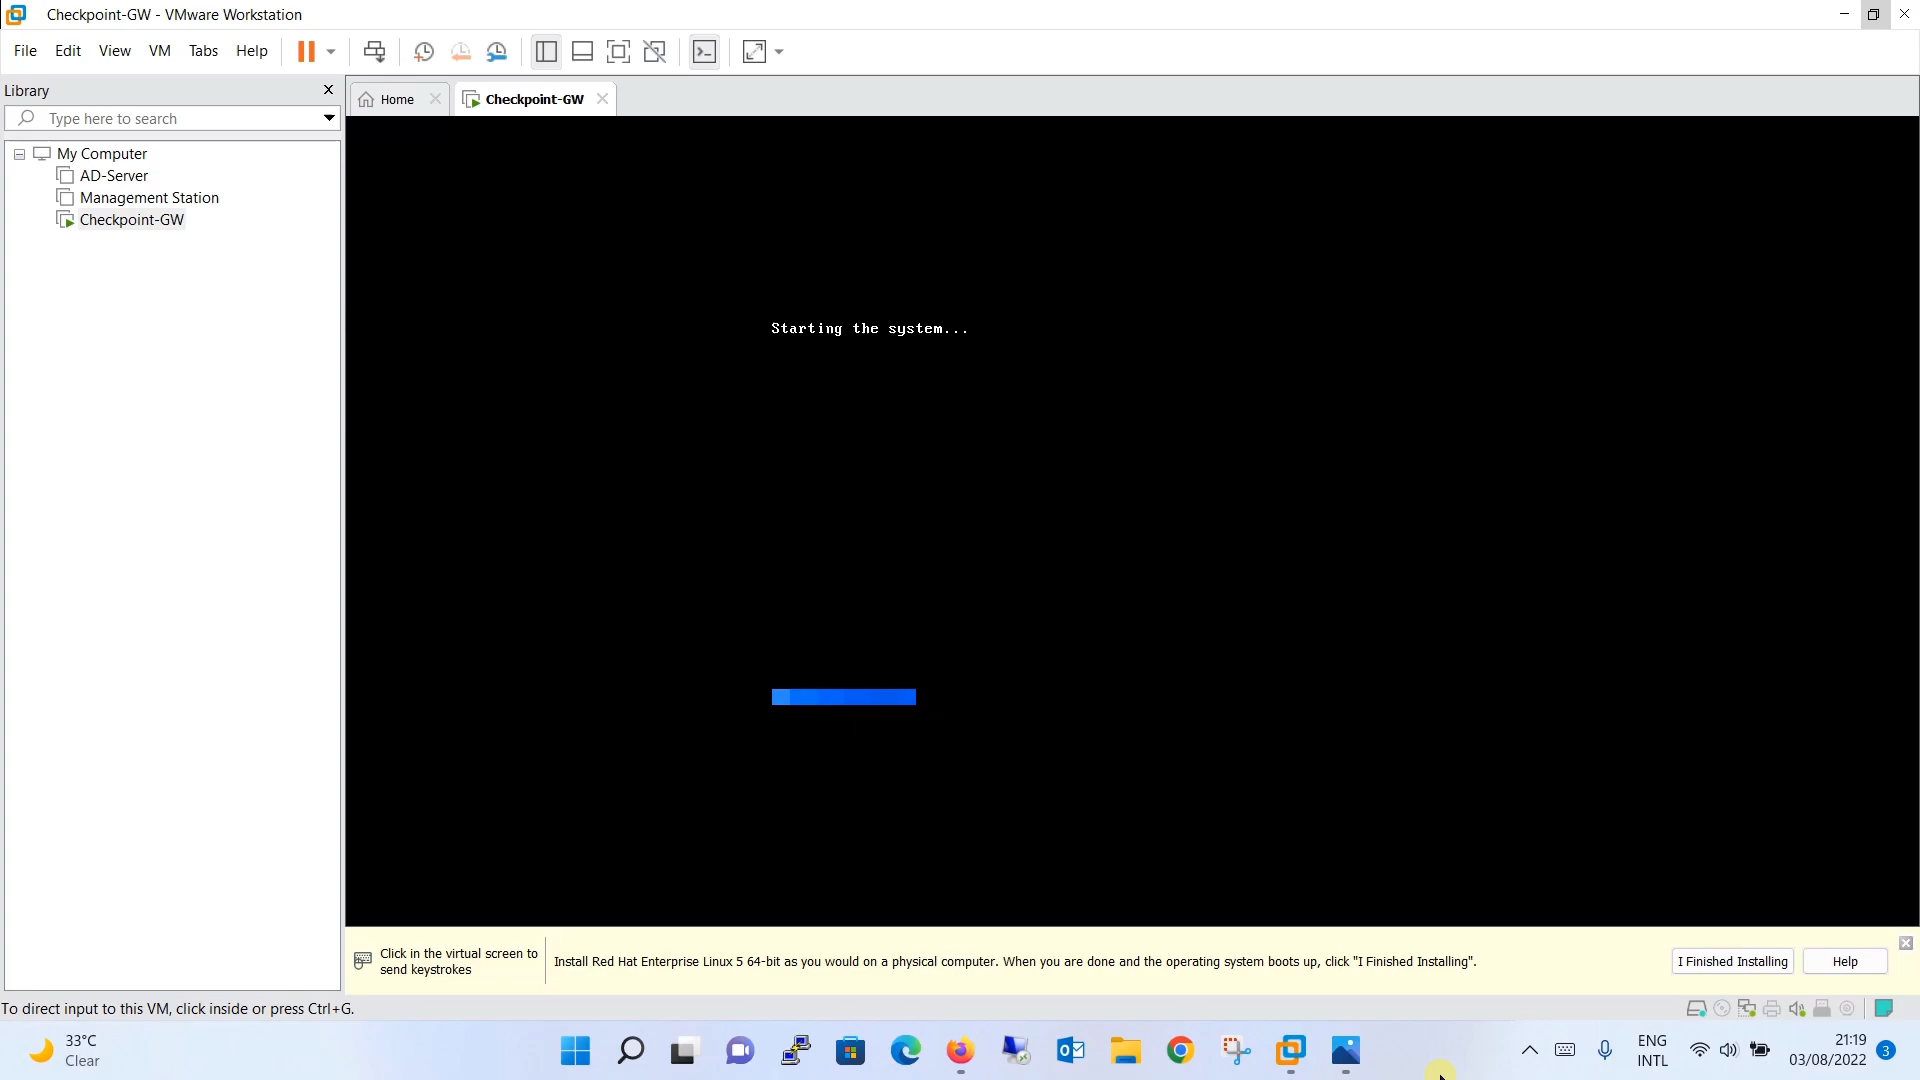 Checkpoint-GW - VMware Workstation
File Edit View VM Tabs Help
Library
Type here to search
Home
Checkpoint-GW
My Computer
AD-Server
Management Station
Checkpoint-GW
Starting the system...
Click in the virtual screen to
send keystrokes
Install Red Hat Enterprise Linux 5 64-bit as you would on a physical computer. When you are done and the operating system boots up, click "I Finished Installing".
I Finished Installing
Help
To direct input to this VM, click inside or press Ctrl+G.
33°C
Clear
ENG
INTL
21:19
03/08/2022
3